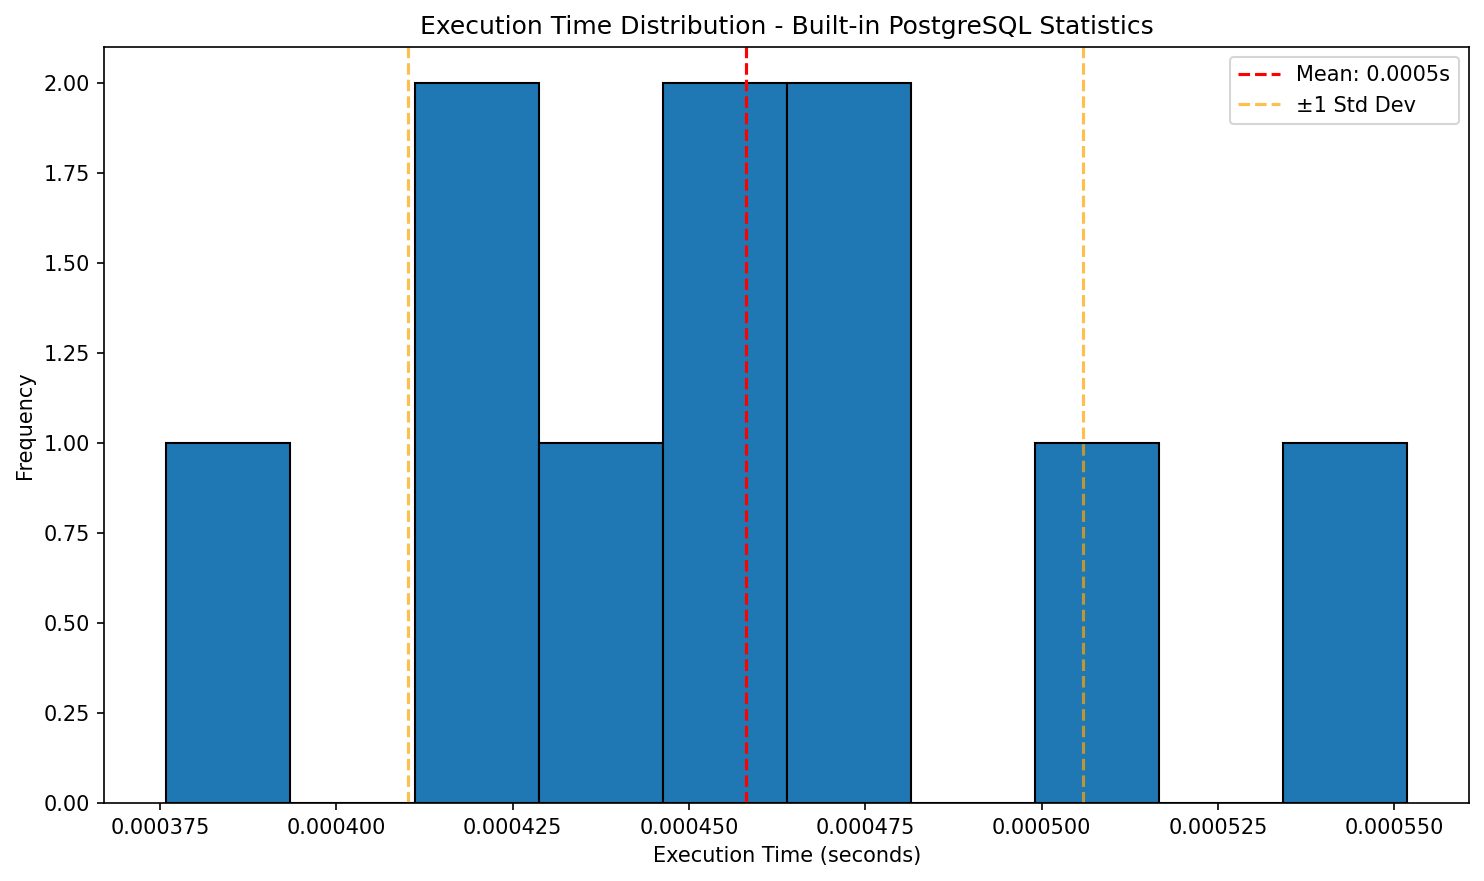 Execution Time Distribution - Built-in PostgreSQL Statistics
Mean: 0.0005s
±1 Std Dev
Frequency
2.00
1.75
1.50
1.25
1.00
0.75
0.50
0.25
0.00
0.000375 0.000400 0.000425 0.000450 0.000475 0.000500 0.000525 0.000550
Execution Time (seconds)